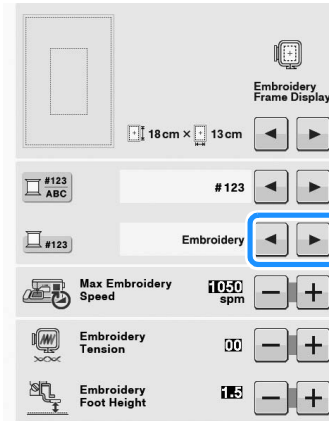 Embroidery
Frame Display
18 cm × 13 cm
#123
ABC
#123
#123
Embroidery
Max Embroidery
Speed
1050
spm
Embroidery
Tension
00
Embroidery
Foot Height
1.5